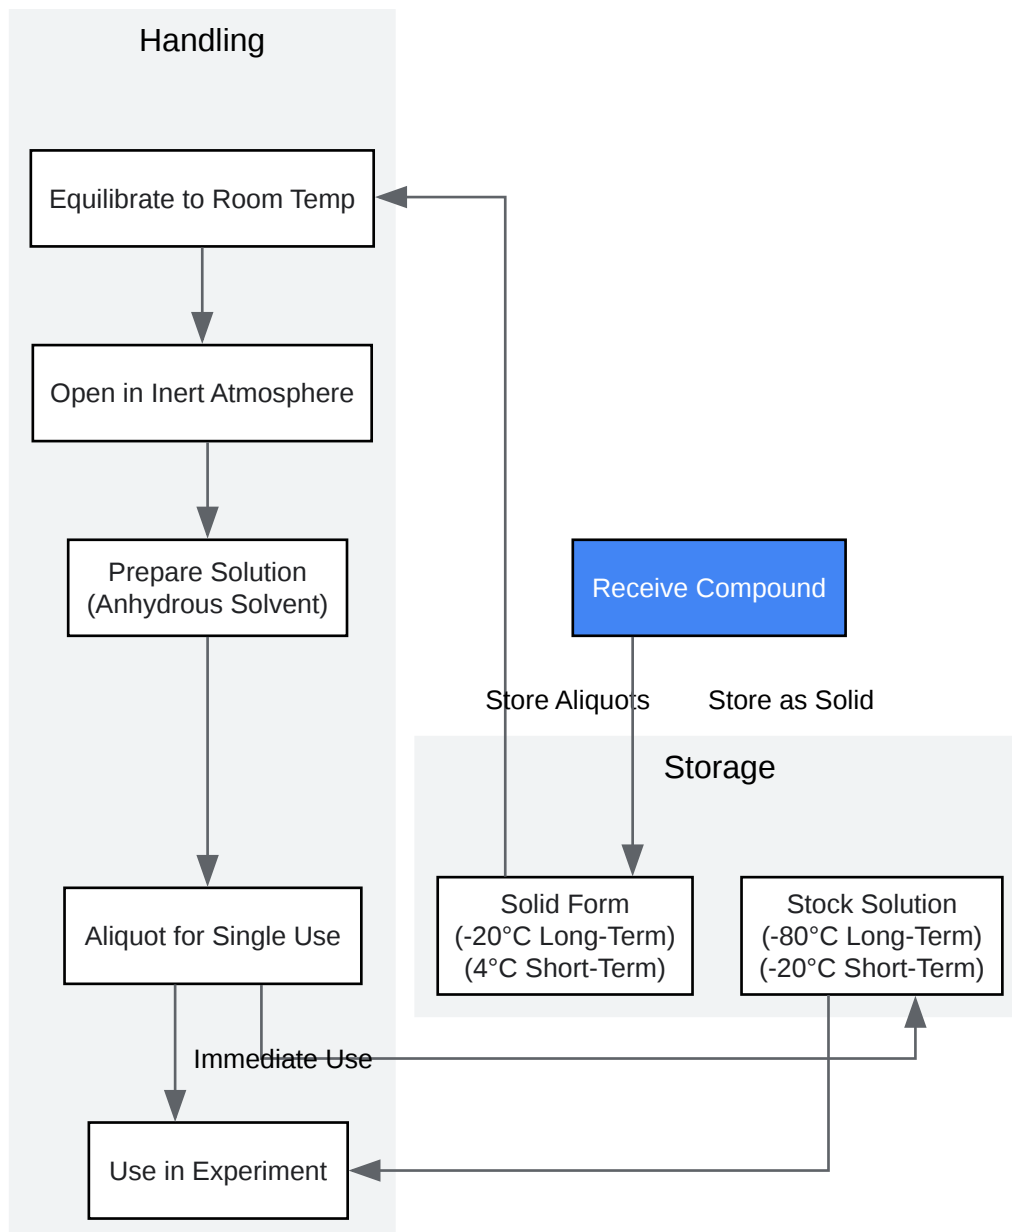 Handling
Equilibrate to Room Temp
Open in Inert Atmosphere
Prepare Solution
(Anhydrous Solvent)
Receive Compound
Store Aliquots
Store as Solid
Storage
Solid Form
(-20°C Long-Term)
(4°C Short-Term)
Stock Solution
(-80°C Long-Term)
(-20°C Short-Term)
Aliquot for Single Use
Immediate Use
Use in Experiment